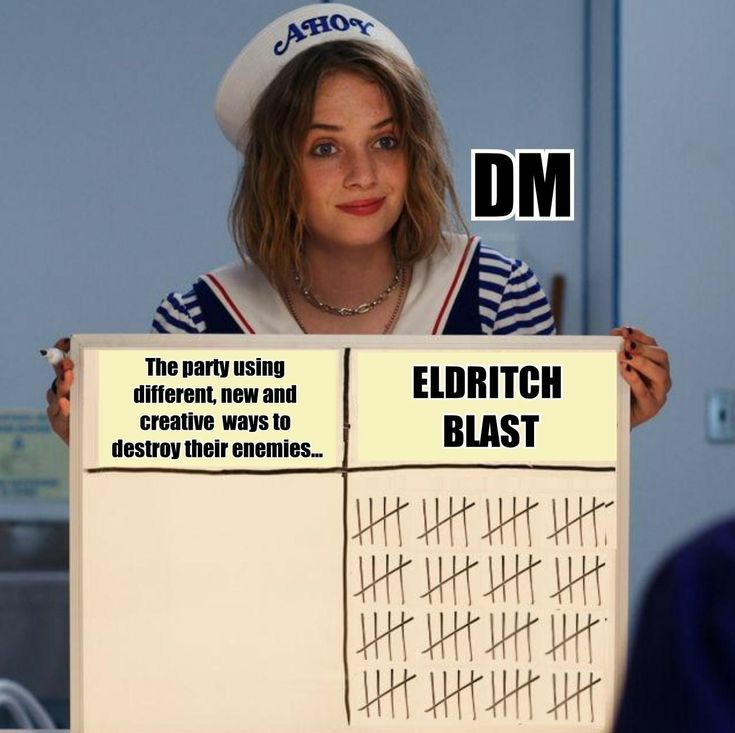 AHOY
DM
The party using
different, new and
creative ways to
destroy their enemies...
ELDRITCH
BLAST